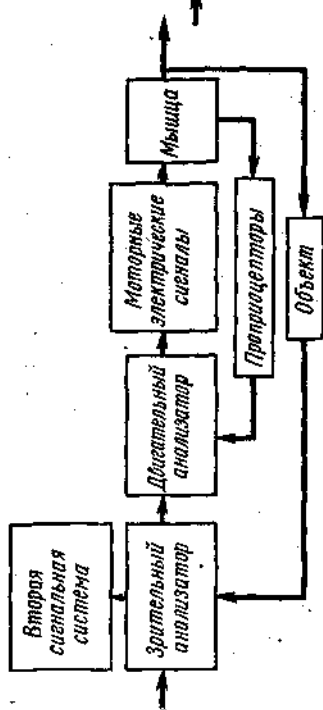 Вторая
сигнальная
система
Зрительный
анализатор
Двигательный
анализатор
Моторные
электрические
сигналы
Мышца
Проприоцепторы
Объект